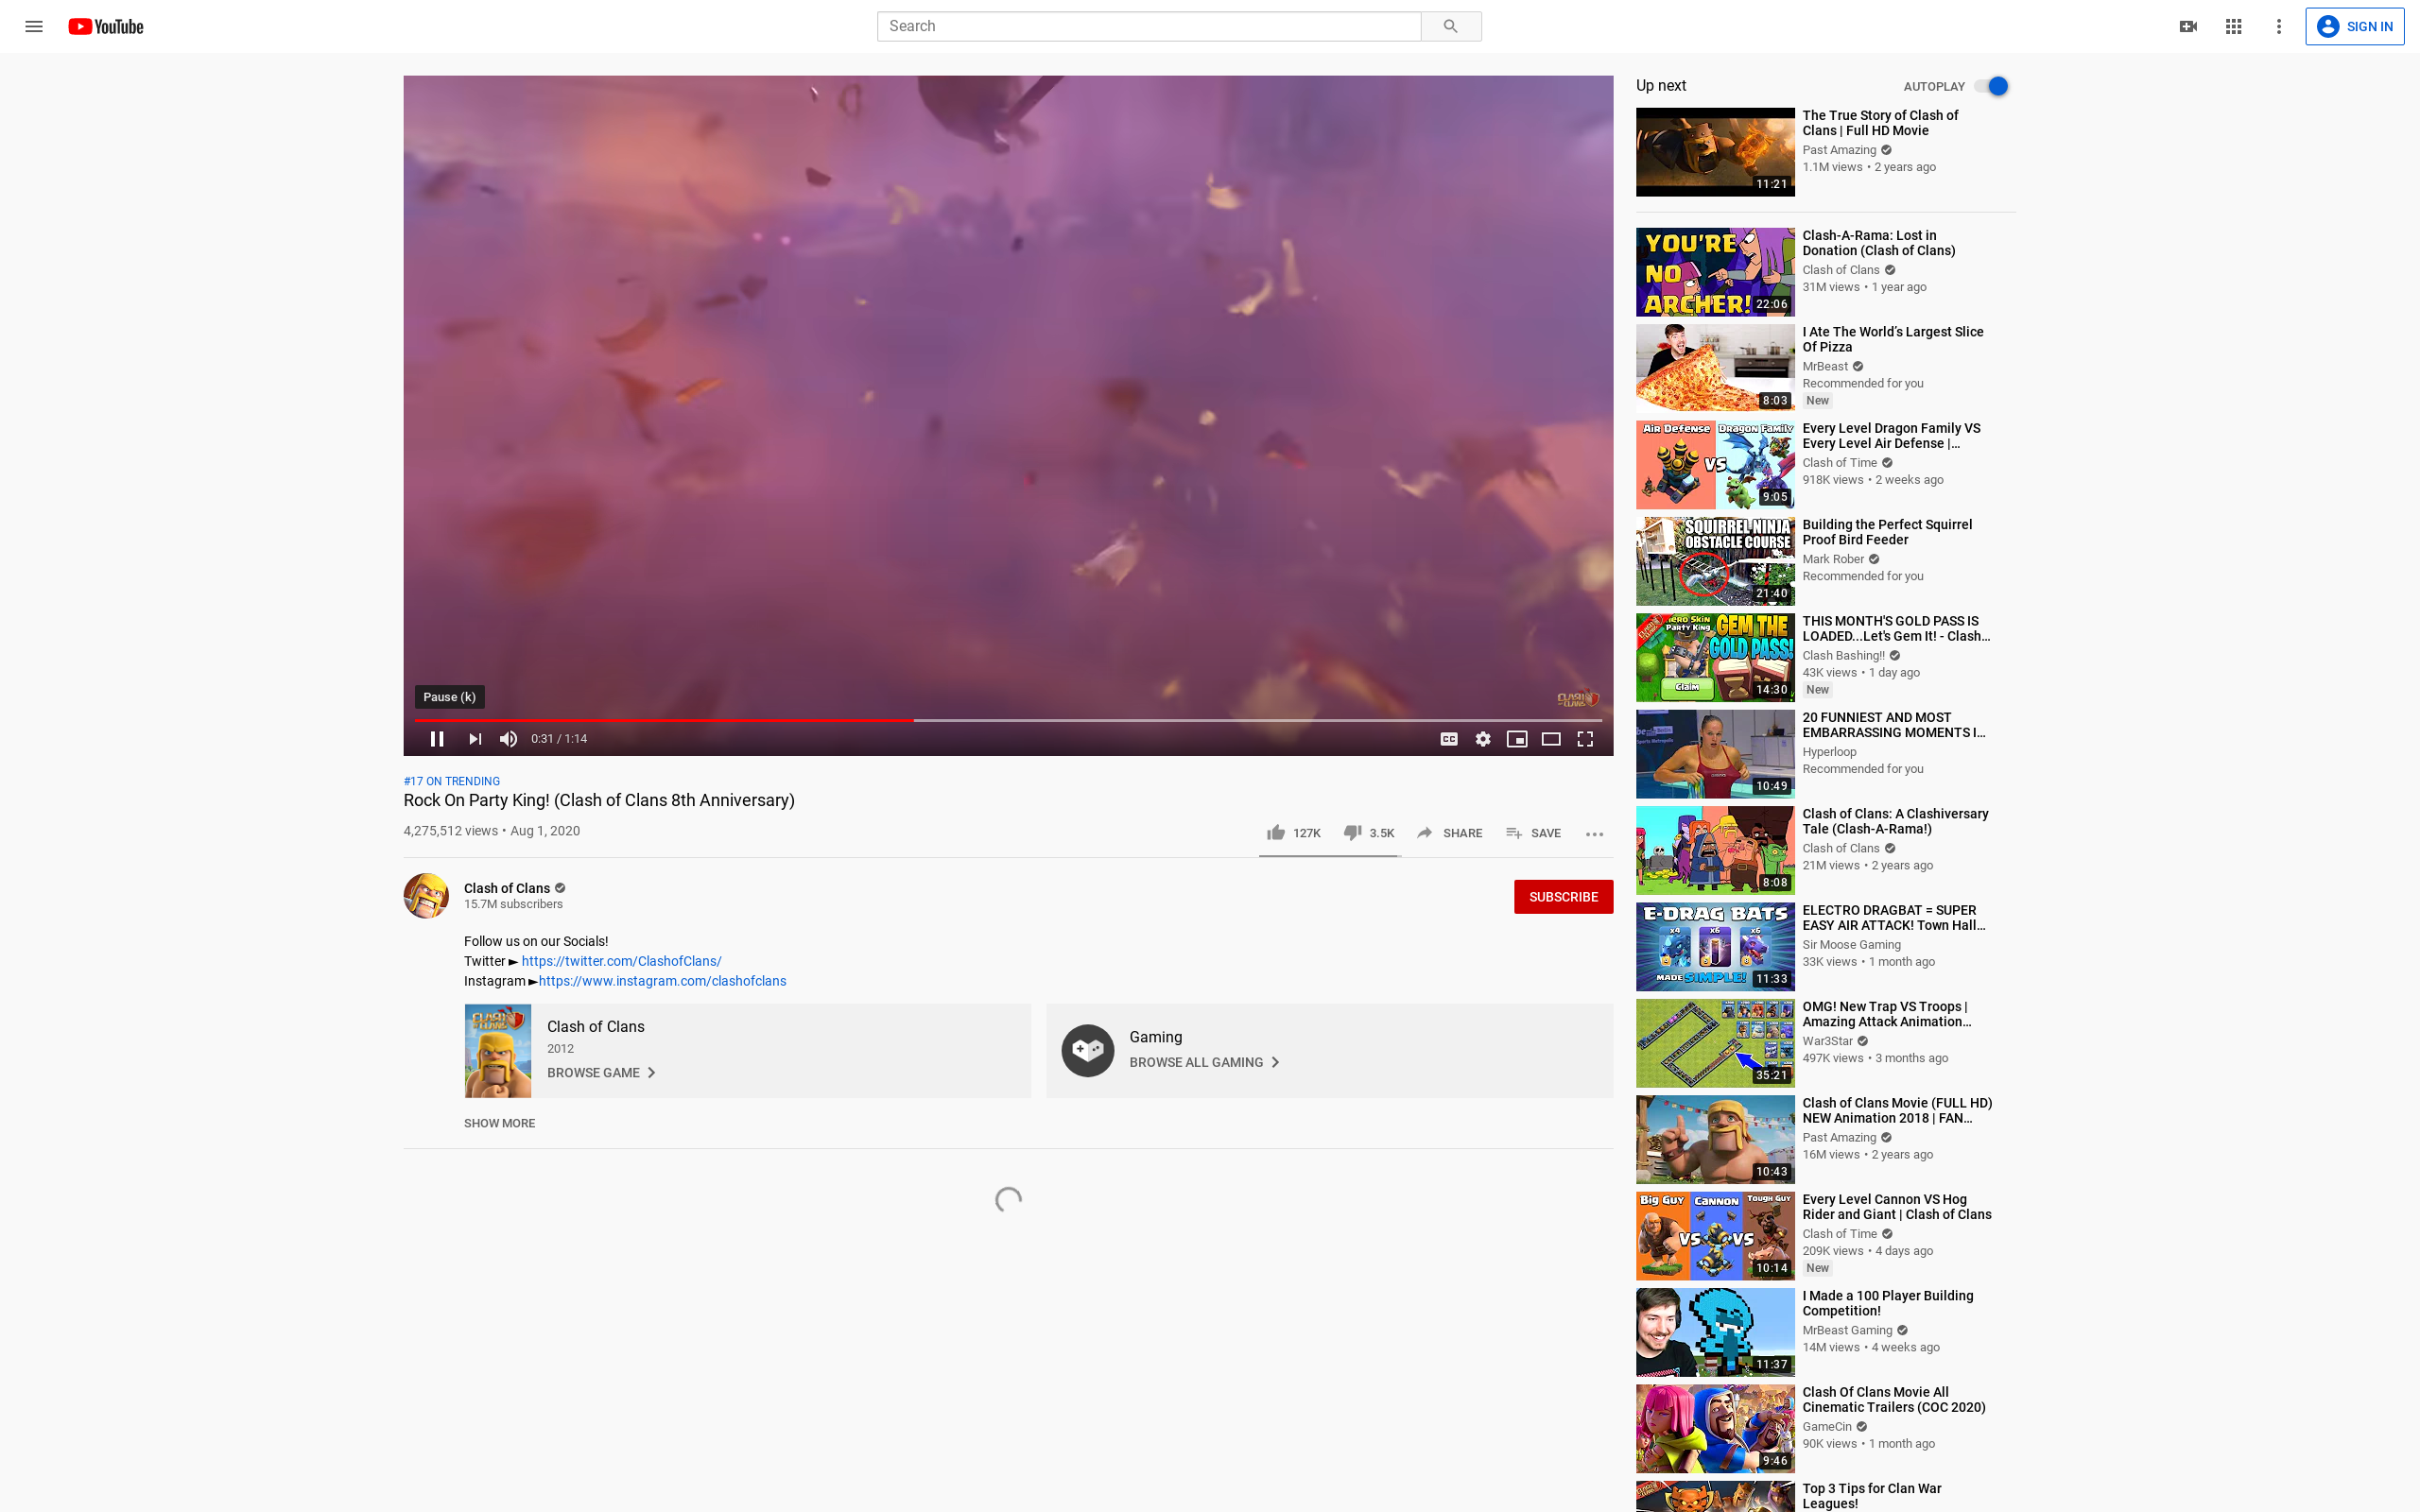 YouTube
Search
SIGN IN
Pause (k)
CLASH OF CLANS
0:31 / 1:14
CC
#17 ON TRENDING
Rock On Party King! (Clash of Clans 8th Anniversary)
4,275,512 views • Aug 1, 2020
127K
3.5K
SHARE
SAVE
Clash of Clans
15.7M subscribers
SUBSCRIBE
Follow us on our Socials!
Twitter ► https://twitter.com/ClashofClans/
Instagram ►https://www.instagram.com/clashofclans
CLASH OF CLANS
Clash of Clans
2012
BROWSE GAME
Gaming
BROWSE ALL GAMING
SHOW MORE
Up next
AUTOPLAY
11:21
The True Story of Clash of
Clans | Full HD Movie
Past Amazing
1.1M views • 2 years ago
YOU'RE
NO
ARCHER!
22:06
Clash-A-Rama: Lost in
Donation (Clash of Clans)
Clash of Clans
31M views • 1 year ago
8:03
I Ate The World’s Largest Slice
Of Pizza
MrBeast
Recommended for you
New
Air Defense
Dragon Family
VS
9:05
Every Level Dragon Family VS
Every Level Air Defense |...
Clash of Time
918K views • 2 weeks ago
SQUIRREL NINJA
OBSTACLE COURSE
21:40
Building the Perfect Squirrel
Proof Bird Feeder
Mark Rober
Recommended for you
Hero Skin
Party King
GEM THE
GOLD PASS!
Claim
14:30
THIS MONTH'S GOLD PASS IS
LOADED...Let's Gem It! - Clash...
Clash Bashing!!
43K views • 1 day ago
New
10:49
20 FUNNIEST AND MOST
EMBARRASSING MOMENTS I...
Hyperloop
Recommended for you
8:08
Clash of Clans: A Clashiversary
Tale (Clash-A-Rama!)
Clash of Clans
21M views • 2 years ago
E-DRAG BATS
x4
x6
x6
MADE SIMPLE!
11:33
ELECTRO DRAGBAT = SUPER
EASY AIR ATTACK! Town Hall...
Sir Moose Gaming
33K views • 1 month ago
35:21
OMG! New Trap VS Troops |
Amazing Attack Animation...
War3Star
497K views • 3 months ago
10:43
Clash of Clans Movie (FULL HD)
NEW Animation 2018 | FAN...
Past Amazing
16M views • 2 years ago
Big Guy
Cannon
Tough Guy
VS
VS
10:14
Every Level Cannon VS Hog
Rider and Giant | Clash of Clans
Clash of Time
209K views • 4 days ago
New
11:37
I Made a 100 Player Building
Competition!
MrBeast Gaming
14M views • 4 weeks ago
9:46
Clash Of Clans Movie All
Cinematic Trailers (COC 2020)
GameCin
90K views • 1 month ago
Top 3 Tips for Clan War
Leagues!